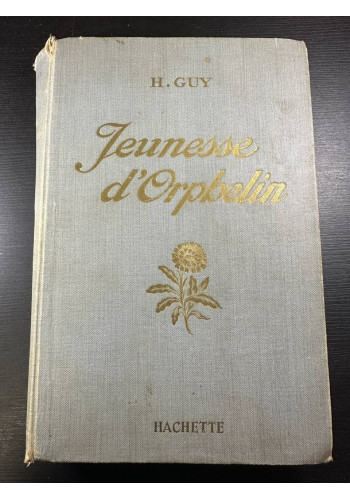 H. GUY
Jeunesse
d'Orphelin
HACHETTE